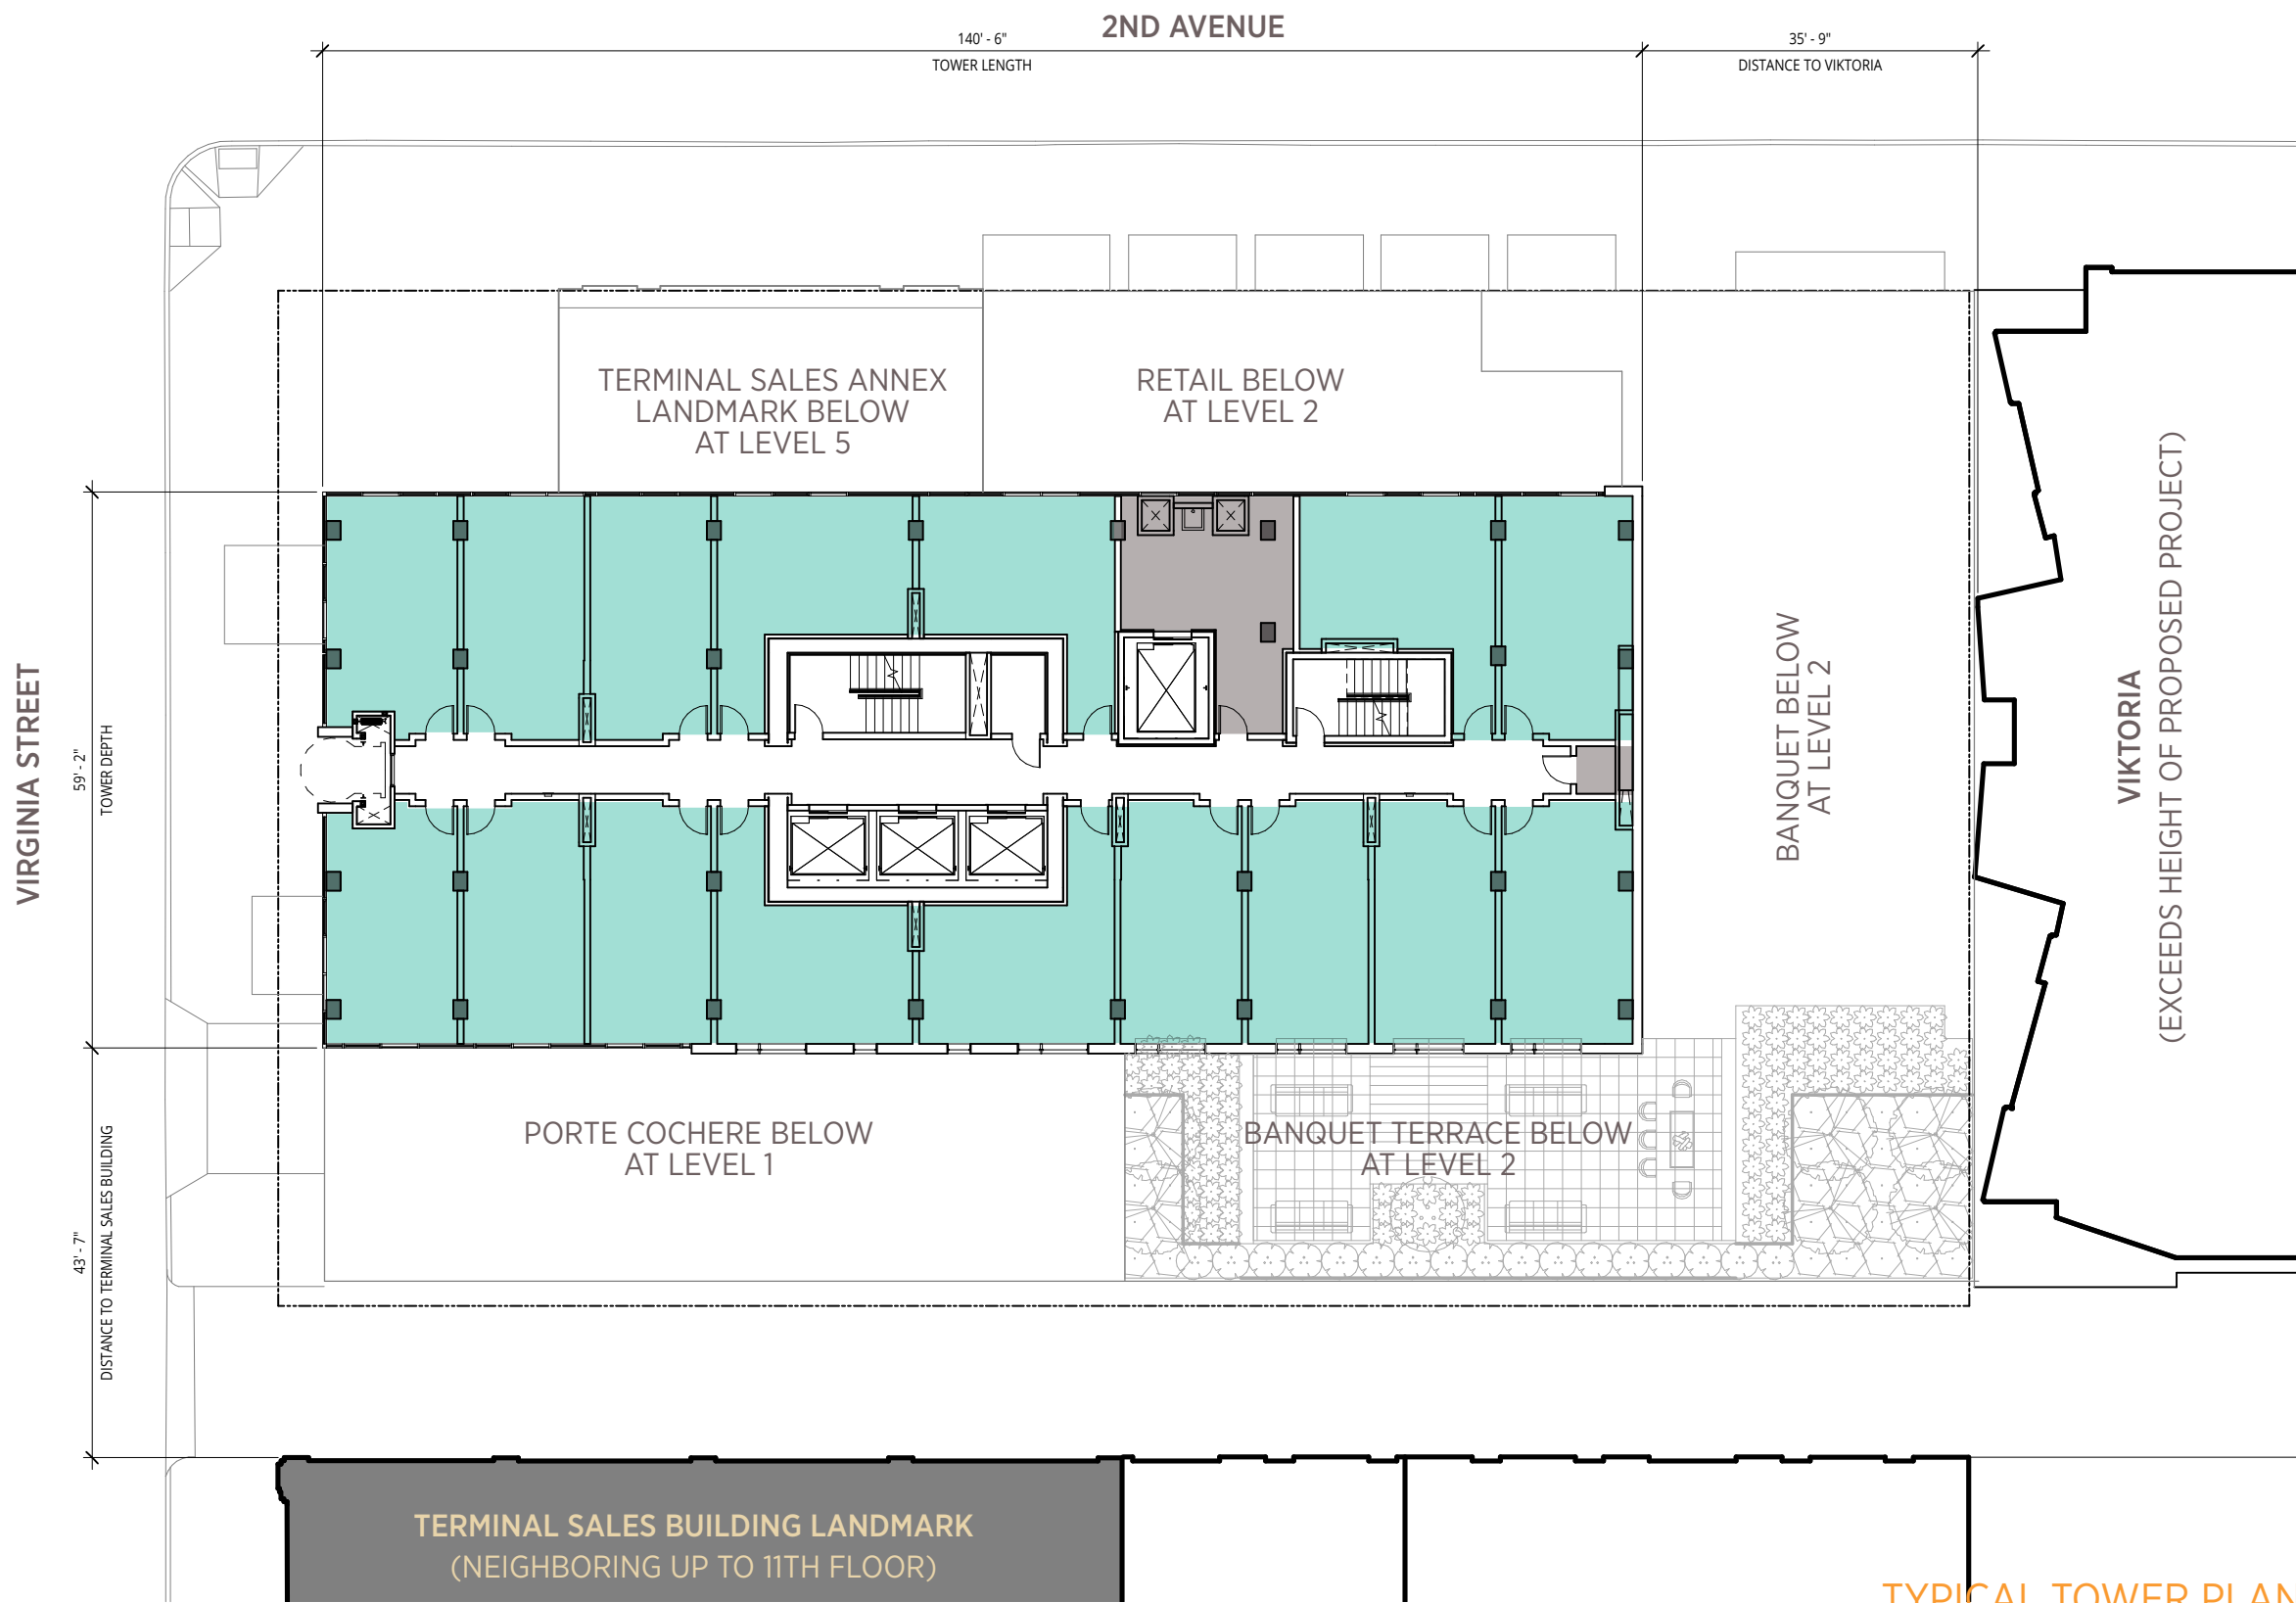 2ND AVENUE
140' - 6"
TOWER LENGTH
35' - 9"
DISTANCE TO VIKTORIA
TERMINAL SALES ANNEX
LANDMARK BELOW
AT LEVEL 5
RETAIL BELOW
AT LEVEL 2
VIRGINIA STREET
59' - 2"
TOWER DEPTH
BANQUET BELOW
AT LEVEL 2
VIKTORIA
(EXCEEDS HEIGHT OF PROPOSED PROJECT)
43' - 7"
DISTANCE TO TERMINAL SALES BUILDING
PORTE COCHERE BELOW
AT LEVEL 1
BANQUET TERRACE BELOW
AT LEVEL 2
TERMINAL SALES BUILDING LANDMARK
(NEIGHBORING UP TO 11TH FLOOR)
TYPICAL TOWER PLAN